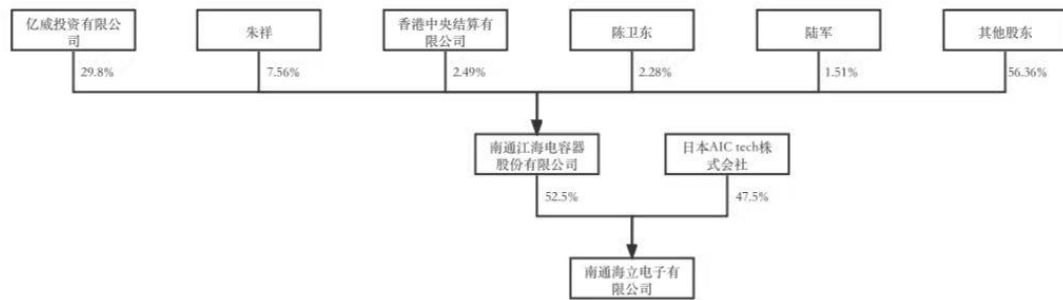 亿威投资有限公
司
朱祥
香港中央结算有
限公司
陈卫东
陆军
其他股东
29.8%
7.56%
2.49%
2.28%
1.51%
56.36%
南通江海电容器
股份有限公司
日本AIC tech株
式会社
52.5%
47.5%
南通海立电子有
限公司